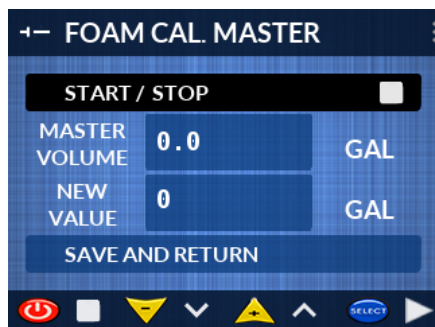 FOAM CAL. MASTER
START / STOP
MASTER
VOLUME
0.0
GAL
NEW
VALUE
0
GAL
SAVE AND RETURN
SELECT